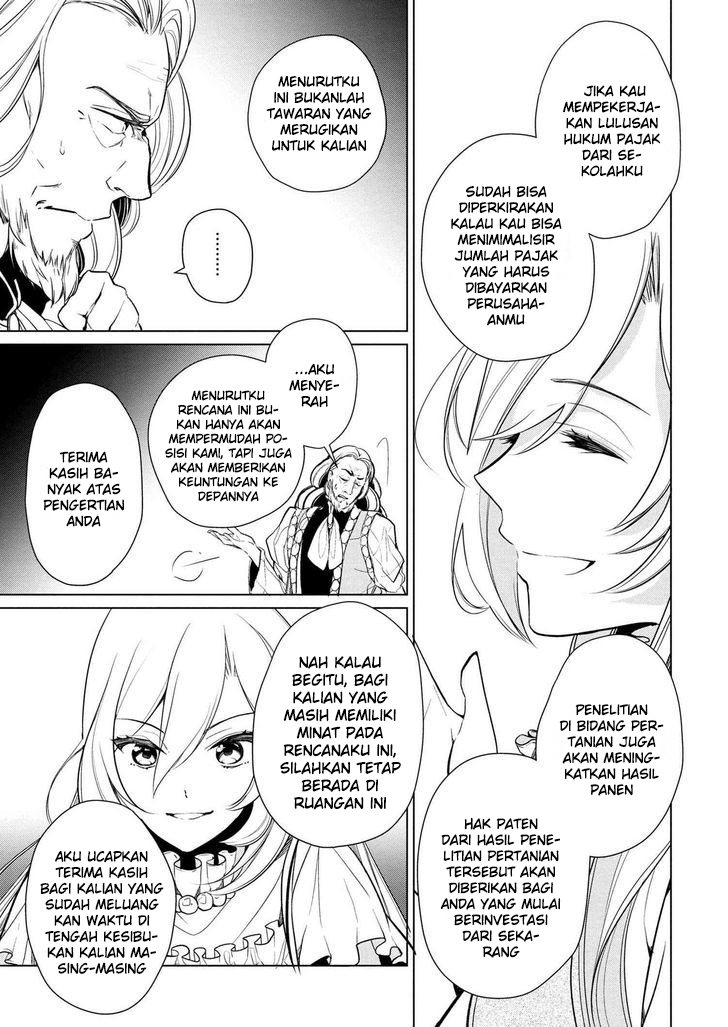 JIKA KAU
MEMPEKERJA-
KAN LULUSAN
HUKUM PAJAK
DARI SE-
KOLAHKU
SUDAH BISA
DIPERKIRAKAN
KALAU KAU BISA
MENIMALISIR
JUMLAH PAJAK
YANG HARUS
DIBAYARKAN
PERUSAHA-
ANMU
PENELITIAN
DI BIDANG PER-
TANIAN JUGA
AKAN MENING-
KATKAN HASIL
PANEN
HAK PATEN
DARI HASIL PENE-
LITIAN PERTANIAN
TERSEBUT AKAN
DIBERIKAN BAGI
ANDA YANG MULAI
BERINVESTASI
DARI SEKA-
RANG
MENURUTKU
INI BUKANLAH
TAWARAN YANG
MERUGIKAN
UNTUK KALIAN
........
...AKU
MENYE-
RAH
MENURUTKU
RENCANA INI BU-
KAN HANYA AKAN
MEMPERMUDAH PO-
SISI KAMI, TAPI JUGA
AKAN MEMBERIKAN
KEUNTUNGAN KE
DEPANNYA
TERIMA
KASIH BA-
NYAK ATAS
PENGERTIAN
ANDA
NAH KALAU
BEGITU, BAGI
KALIAN YANG
MASIH MEMILIKI
MINAT PADA
RENCANAKU INI,
SILAHKAN TETAP
BERADA DI
RUANGAN INI
AKU UCAPKAN
TERIMA KASIH
BAGI KALIAN YANG
SUDAH MELUANG
KAN WAKTU DI
TENGAH KESIBU-
KAN KALIAN MA-
SING-MASING